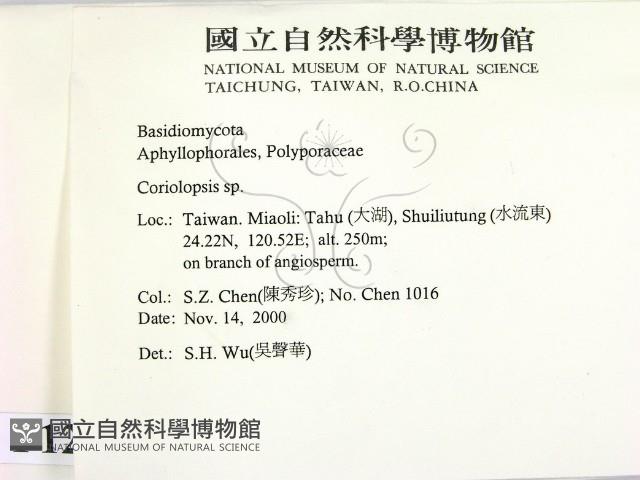 國立自然科學博物館
NATIONAL MUSEUM OF NATURAL SCIENCE
TAICHUNG, TAIWAN, R.O.CHINA
Basidiomycota
Aphyllophorales, Polyporaceae
Coriolopsis sp.
Loc.: Taiwan. Miaoli: Tahu (大湖), Shuiliutung (水流東)
24.22N, 120.52E; alt. 250m;
on branch of angiosperm.
Col.: S.Z. Chen(陳秀珍); No. Chen 1016
Date: Nov. 14, 2000
Det.: S.H. Wu(吳聲華)
國立自然科學博物館
NATIONAL MUSEUM OF NATURAL SCIENCE